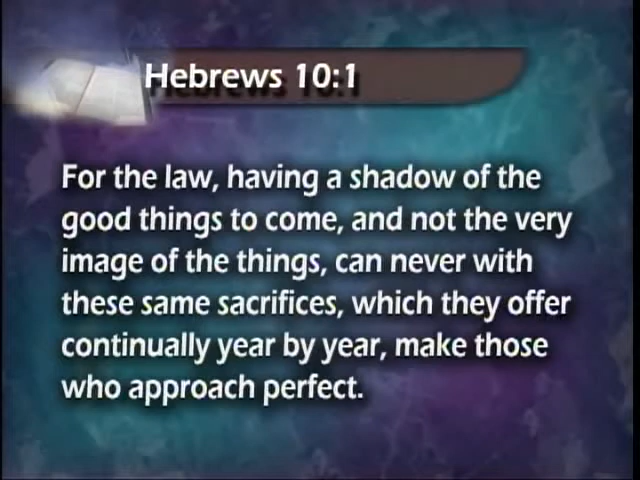 Hebrews 10:1
For the law, having a shadow of the
good things to come, and not the very
image of the things, can never with
these same sacrifices, which they offer
continually year by year, make those
who approach perfect.